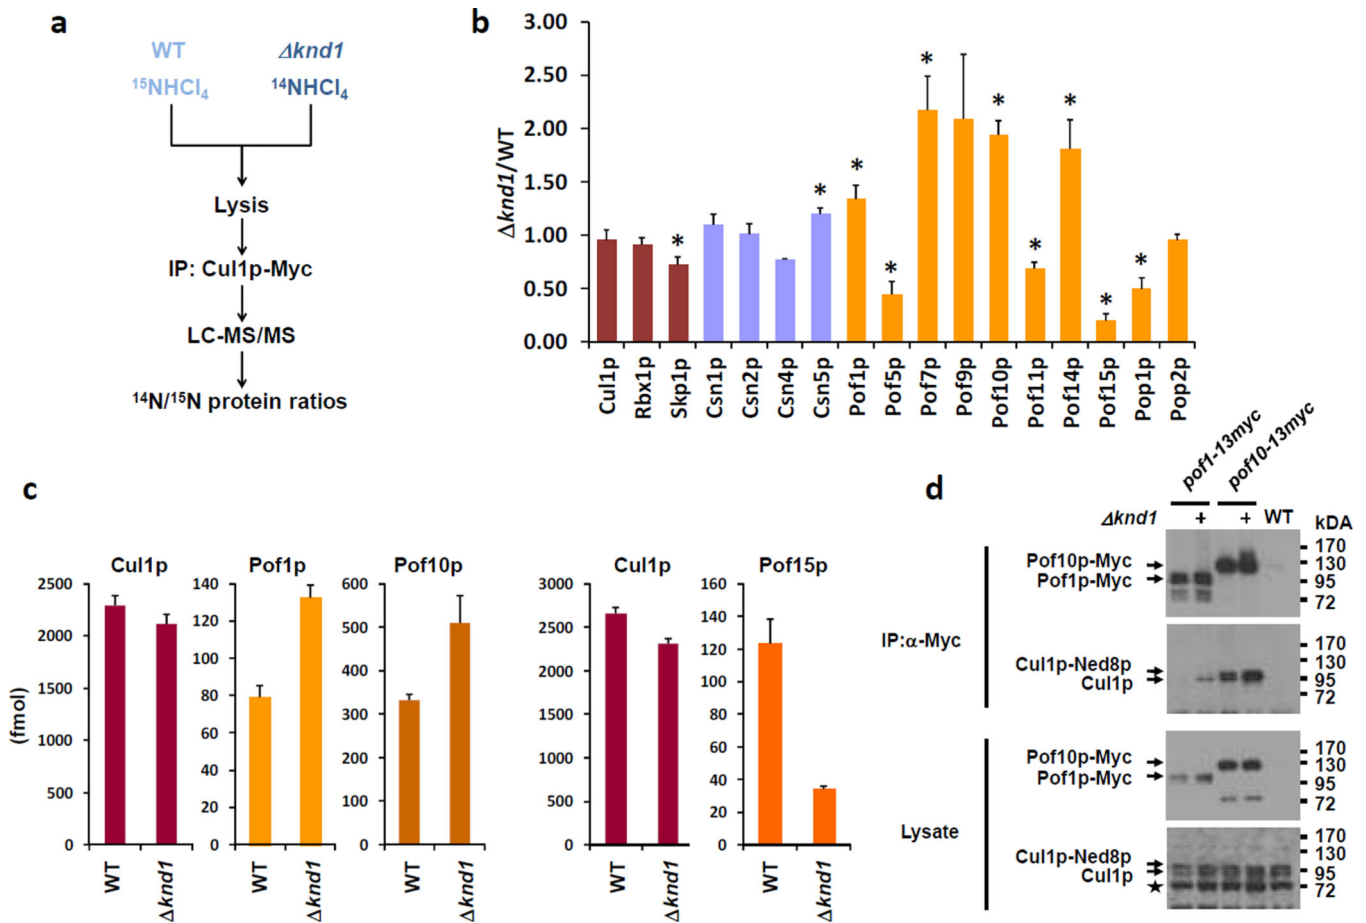 a
WT
Δknd1
¹⁵NHCl₄
¹⁴NHCl₄
Lysis
IP: Cul1p-Myc
LC-MS/MS
¹⁴N/¹⁵N protein ratios
b
Δknd1/WT
3.00
2.50
2.00
1.50
1.00
0.50
0.00
* * * * * * * * * *
Cul1p
Rbx1p
Skp1p
Csn1p
Csn2p
Csn4p
Csn5p
Pof1p
Pof5p
Pof7p
Pof9p
Pof10p
Pof11p
Pof14p
Pof15p
Pop1p
Pop2p
c
(fmol)
Cul1p
2500
2000
1500
1000
500
0
WT
Δknd1
Pof1p
140
120
100
80
60
40
20
0
WT
Δknd1
Pof10p
600
500
400
300
200
100
0
WT
Δknd1
Cul1p
3000
2500
2000
1500
1000
500
0
WT
Δknd1
Pof15p
160
140
120
100
80
60
40
20
0
WT
Δknd1
d
pof1-13myc
pof10-13myc
Δknd1 + + WT kDA
IP:α-Myc
Pof10p-Myc
Pof1p-Myc
170
130
95
72
Cul1p-Ned8p
Cul1p
170
130
95
72
Lysate
Pof10p-Myc
Pof1p-Myc
170
130
95
72
Cul1p-Ned8p
Cul1p
★
170
130
95
72